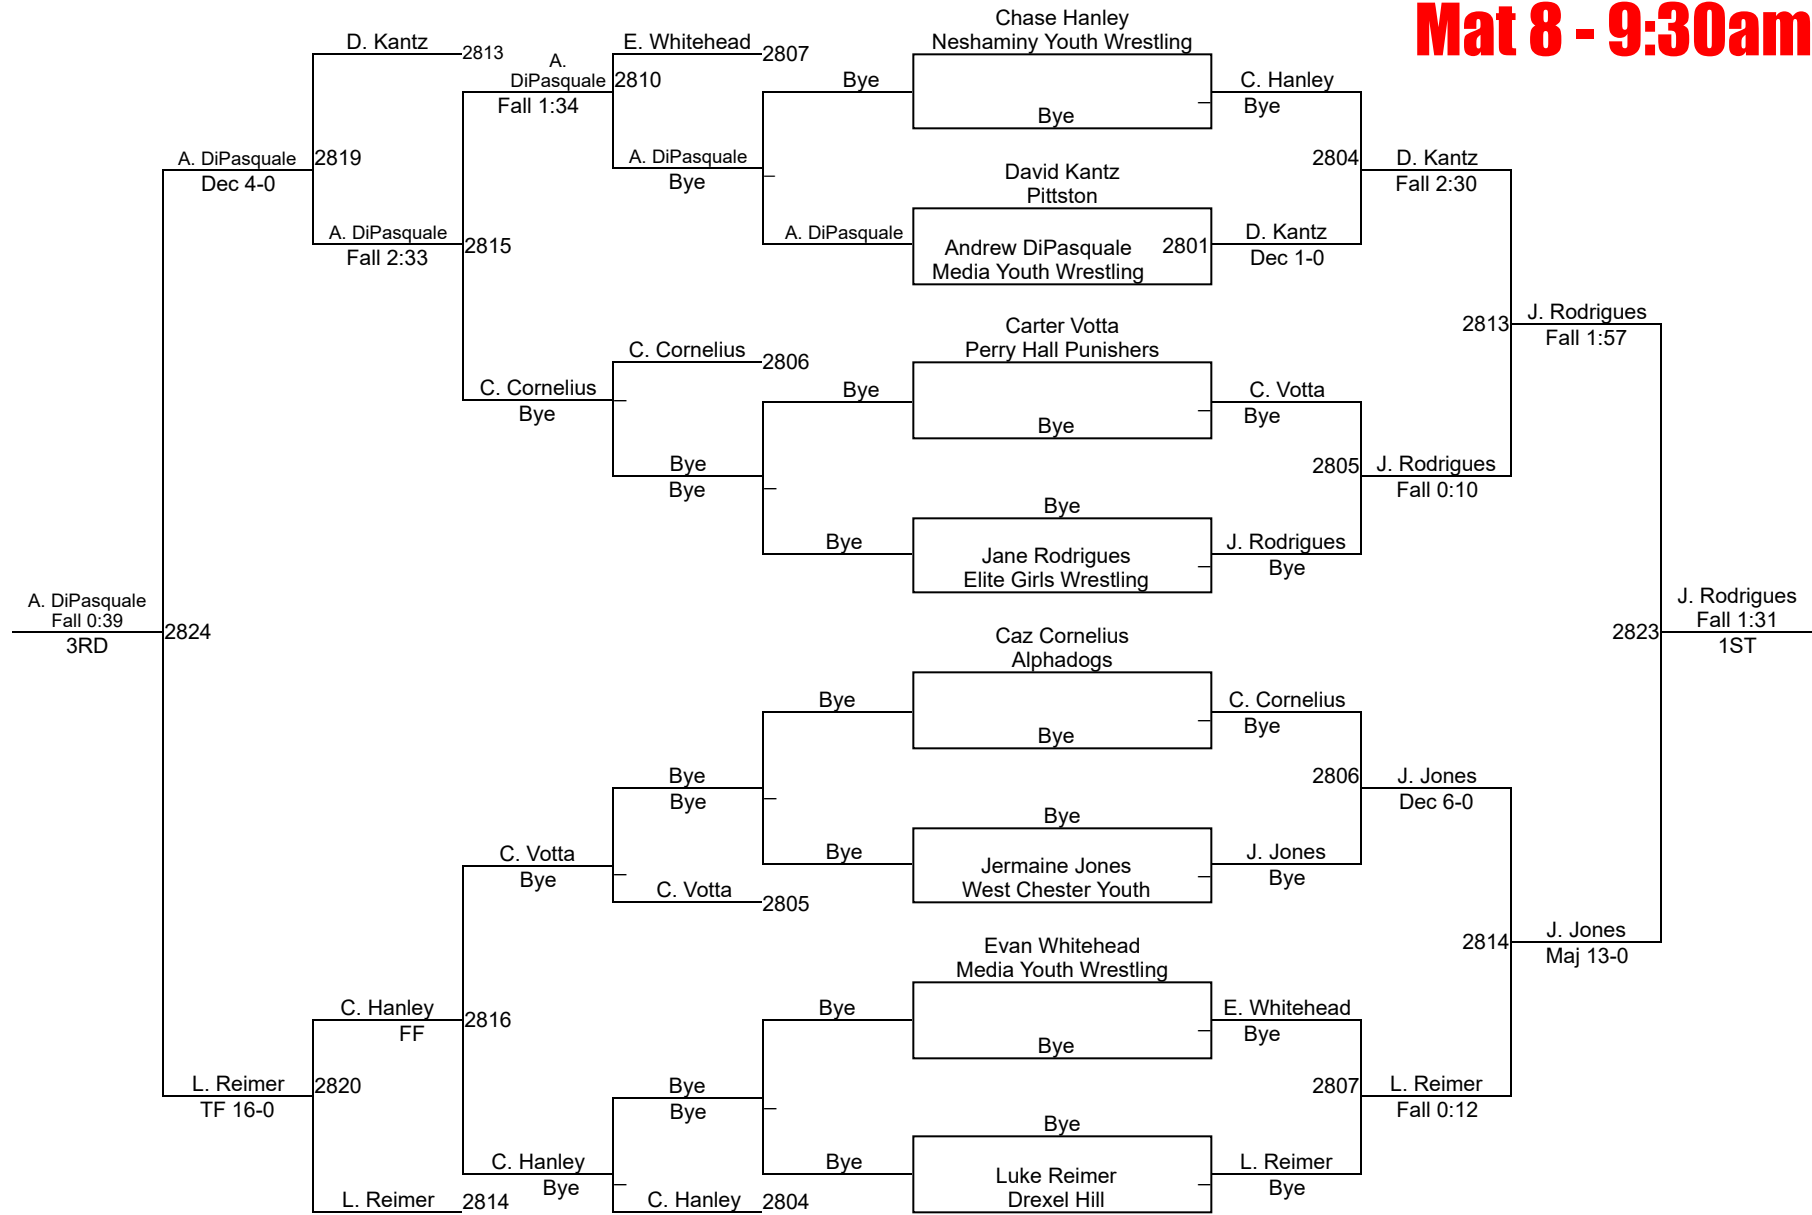 Mat 8 - 9:30am
Chase Hanley
Neshaminy Youth Wrestling
D. Kantz
2813
A.
DiPasquale
2810
Fall 1:34
E. Whitehead
2807
Bye
Bye
C. Hanley
Bye
A. DiPasquale
2819
Dec 4-0
A. DiPasquale
Bye
David Kantz
Pittston
2804
D. Kantz
Fall 2:30
A. DiPasquale
Fall 2:33
2815
A. DiPasquale
Andrew DiPasquale
Media Youth Wrestling
2801
D. Kantz
Dec 1-0
Carter Votta
Perry Hall Punishers
2813
J. Rodrigues
Fall 1:57
C. Cornelius
2806
C. Cornelius
Bye
Bye
Bye
C. Votta
Bye
Bye
Bye
2805
J. Rodrigues
Fall 0:10
Bye
Bye
Jane Rodrigues
Elite Girls Wrestling
J. Rodrigues
Bye
A. DiPasquale
Fall 0:39
3RD
2824
2823
J. Rodrigues
Fall 1:31
1ST
Caz Cornelius
Alphadogs
Bye
Bye
C. Cornelius
Bye
Bye
Bye
2806
J. Jones
Dec 6-0
Bye
C. Votta
Bye
Bye
Jermaine Jones
West Chester Youth
J. Jones
Bye
C. Votta
2805
2814
J. Jones
Maj 13-0
Evan Whitehead
Media Youth Wrestling
C. Hanley
FF
2816
Bye
Bye
E. Whitehead
Bye
L. Reimer
TF 16-0
2820
Bye
Bye
2807
L. Reimer
Fall 0:12
Bye
C. Hanley
Bye
Bye
Luke Reimer
Drexel Hill
L. Reimer
Bye
L. Reimer
2814
C. Hanley
2804